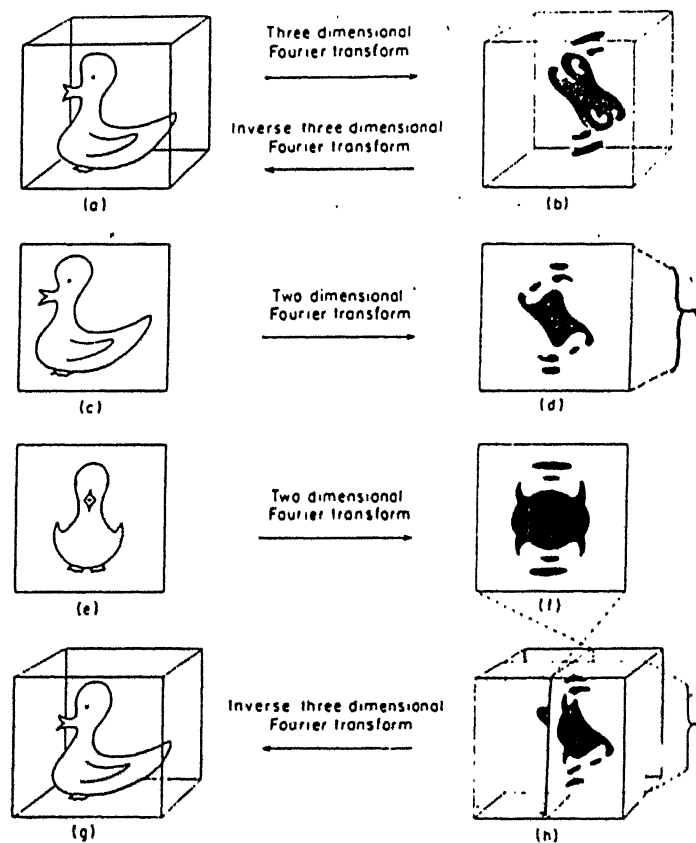 Three dimensional
Fourier transform
Inverse three dimensional
Fourier transform
(a)
(b)
Two dimensional
Fourier transform
(c)
(d)
Two dimensional
Fourier transform
(e)
(f)
Inverse three dimensional
Fourier transform
(g)
(h)